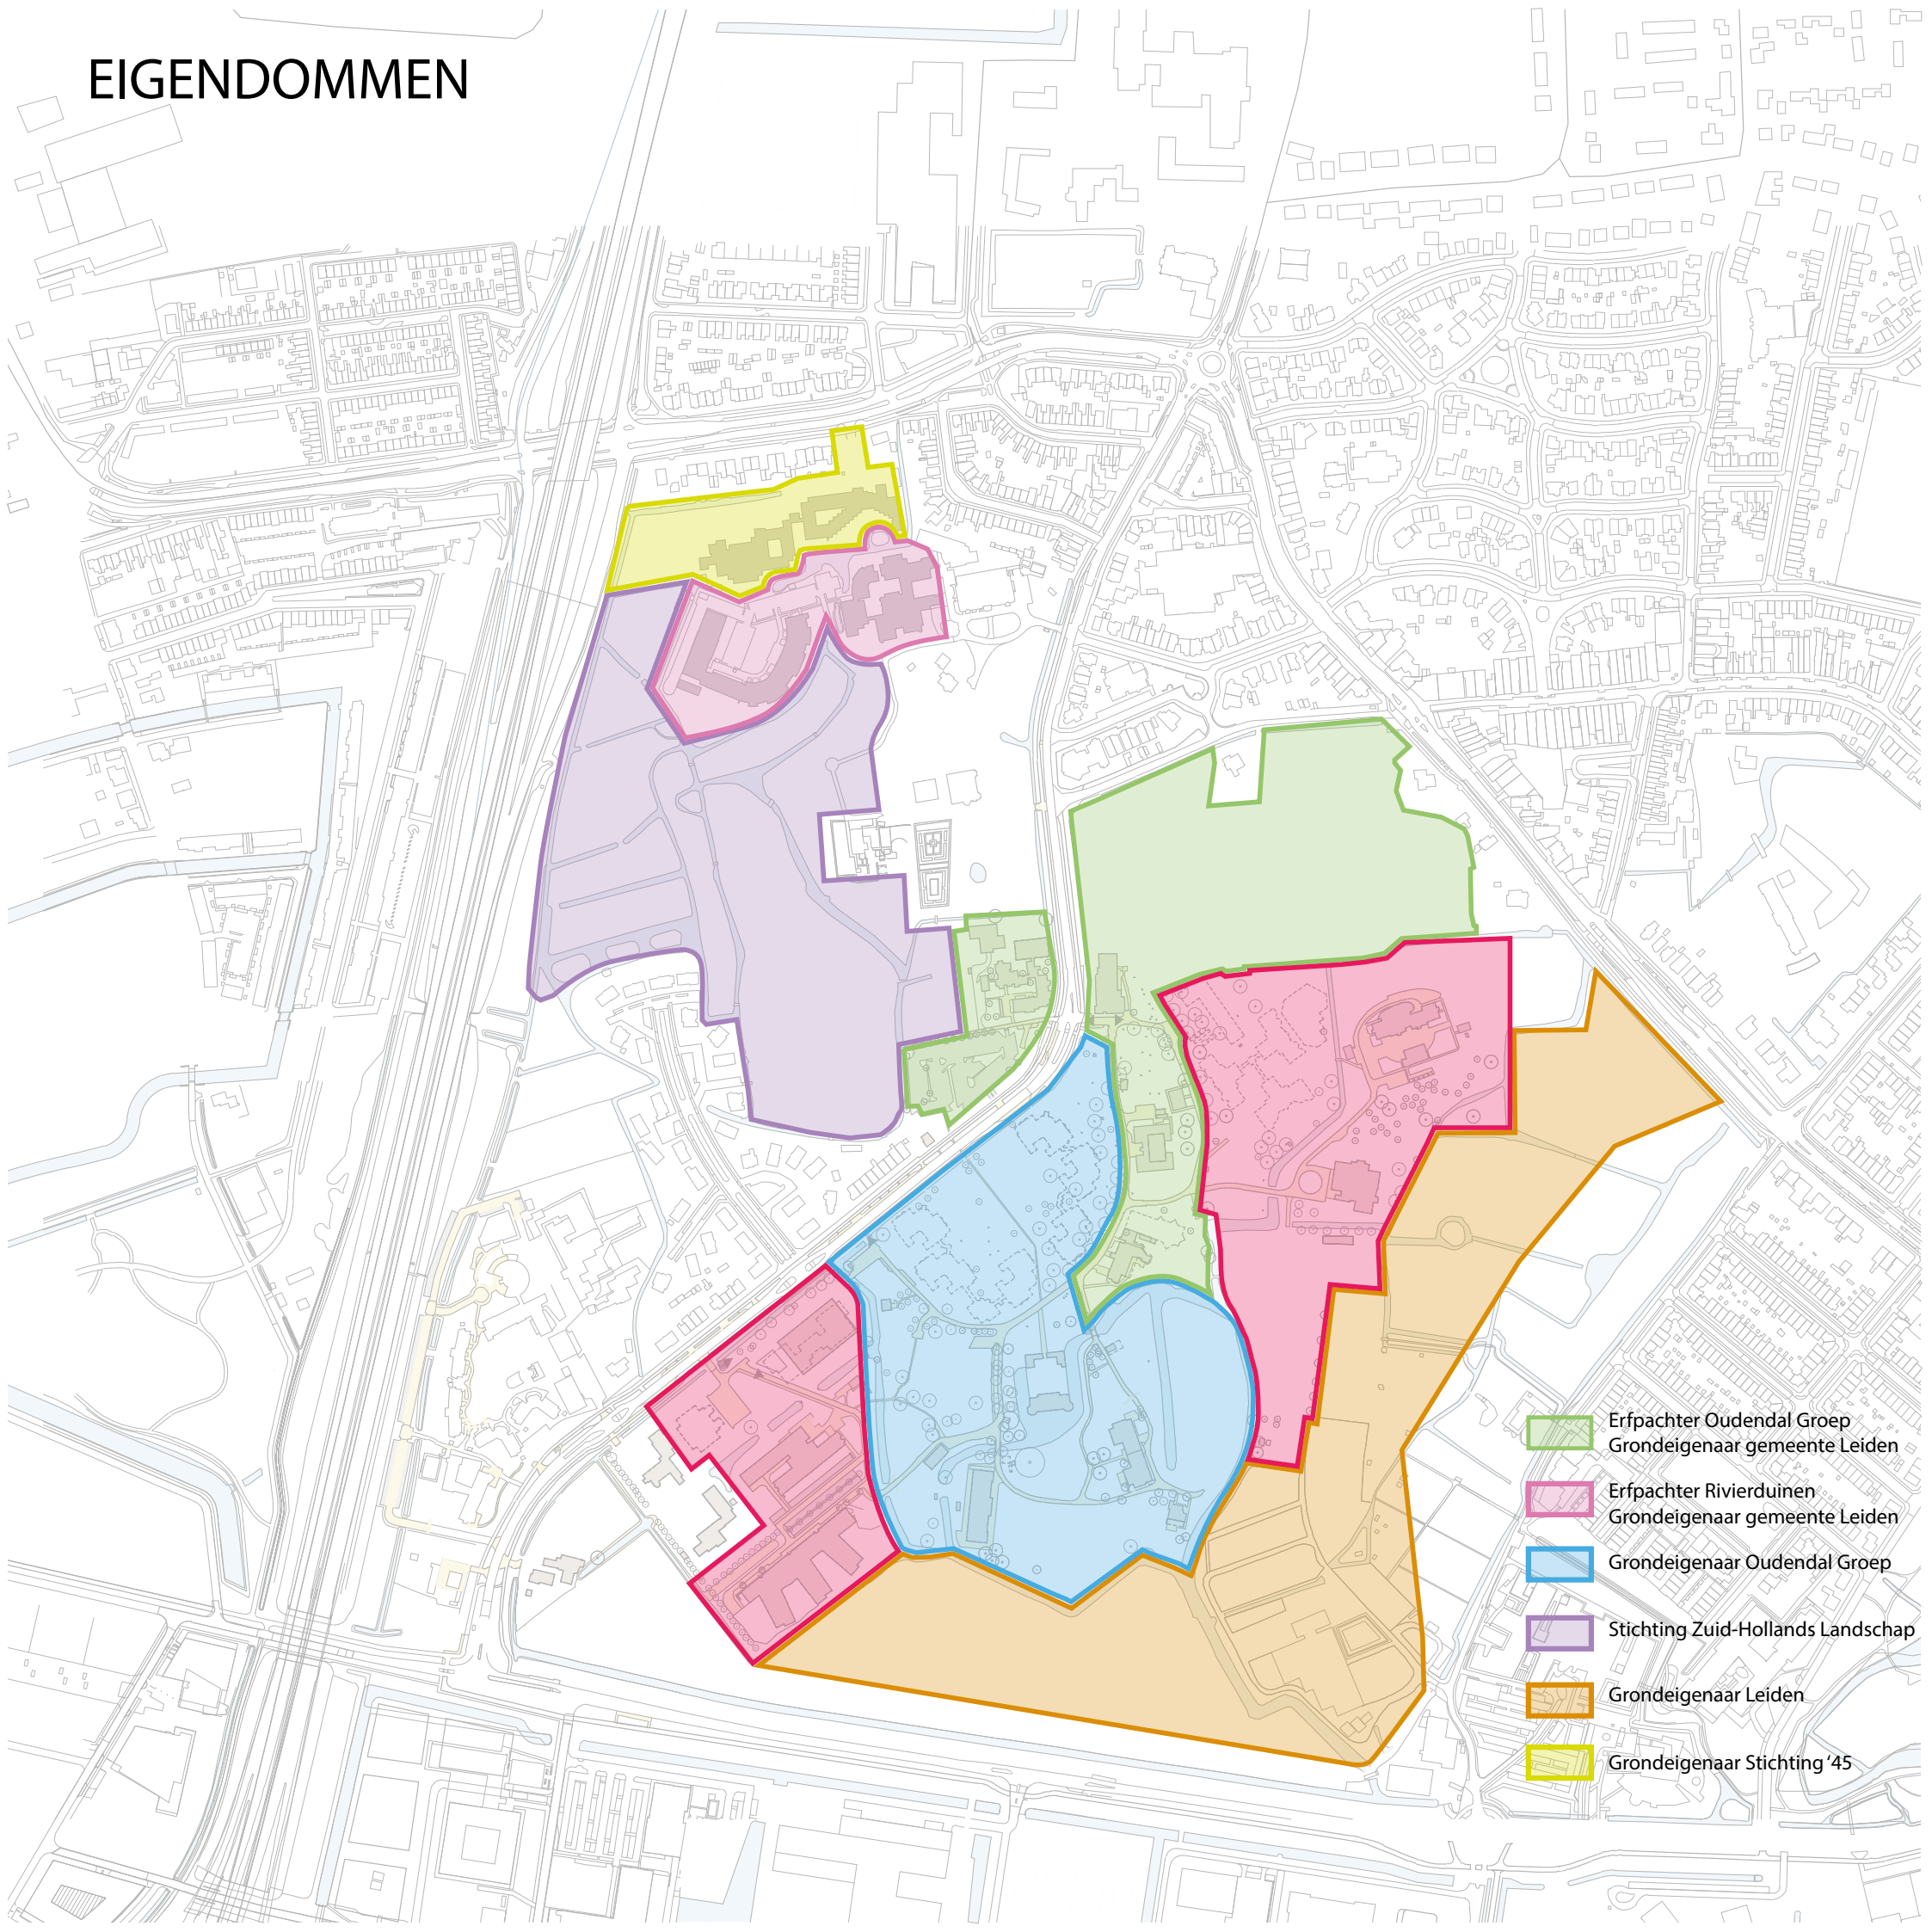 EIGENDOMMEN
Erfpachter Oudendal Groep
Grondeigenaar gemeente Leiden
Erfpachter Rivierduinen
Grondeigenaar gemeente Leiden
Grondeigenaar Oudendal Groep
Stichting Zuid-Hollands Landschap
Grondeigenaar Leiden
Grondeigenaar Stichting ‘45